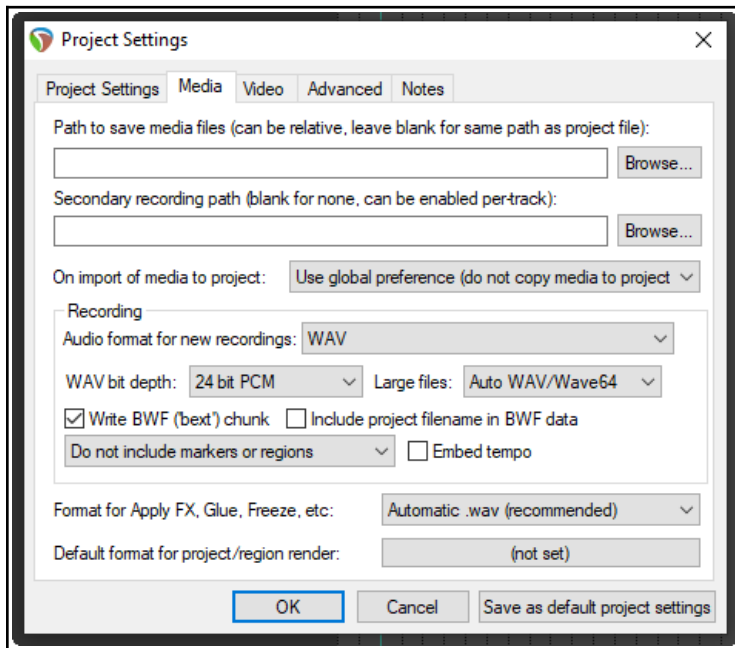 Project Settings
Project Settings Media Video Advanced Notes
Path to save media files (can be relative, leave blank for same path as project file):
Browse...
Secondary recording path (blank for none, can be enabled per-track):
Browse...
On import of media to project: Use global preference (do not copy media to project
Recording
Audio format for new recordings: WAV
WAV bit depth: 24 bit PCM Large files: Auto WAV/Wave64
Write BWF ('bext') chunk Include project filename in BWF data
Do not include markers or regions Embed tempo
Format for Apply FX, Glue, Freeze, etc: Automatic .wav (recommended)
Default format for project/region render: (not set)
OK Cancel Save as default project settings